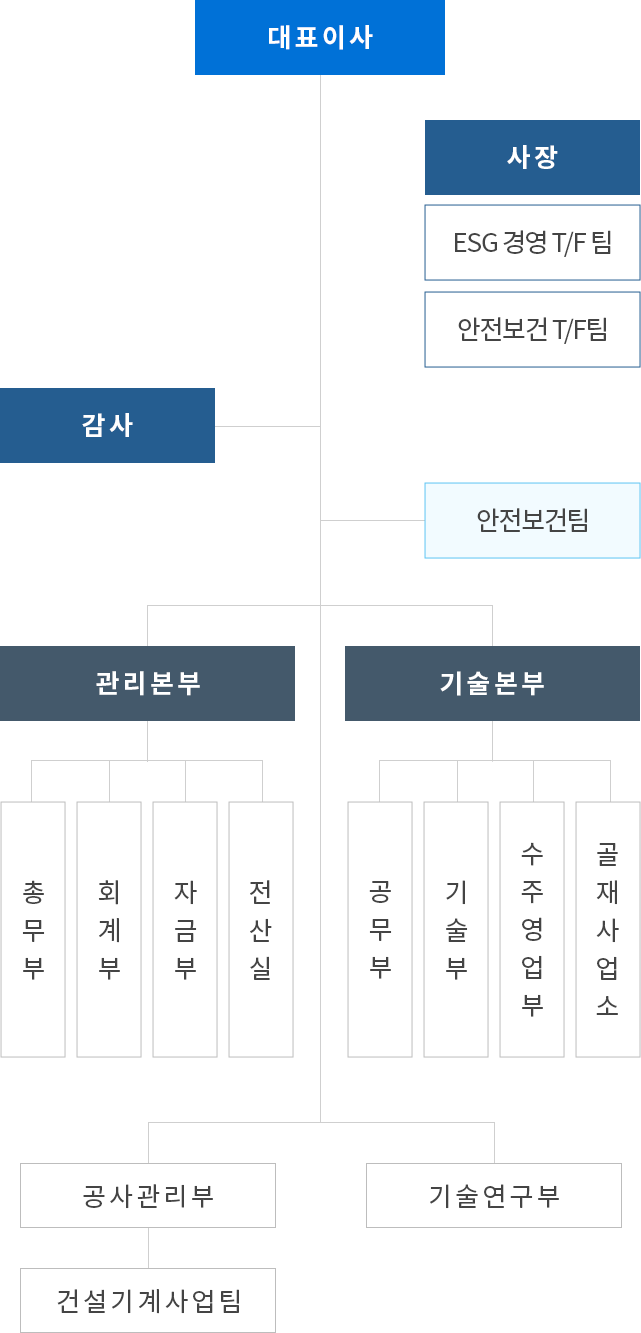 대표이사
사장
ESG 경영 T/F 팀
안전보건 T/F팀
감사
안전보건팀
관리본부
기술본부
총무부
회계부
자금부
전산실
공무부
기술부
수주영업부
골재사업소
공사관리부
기술연구부
건설기계사업팀